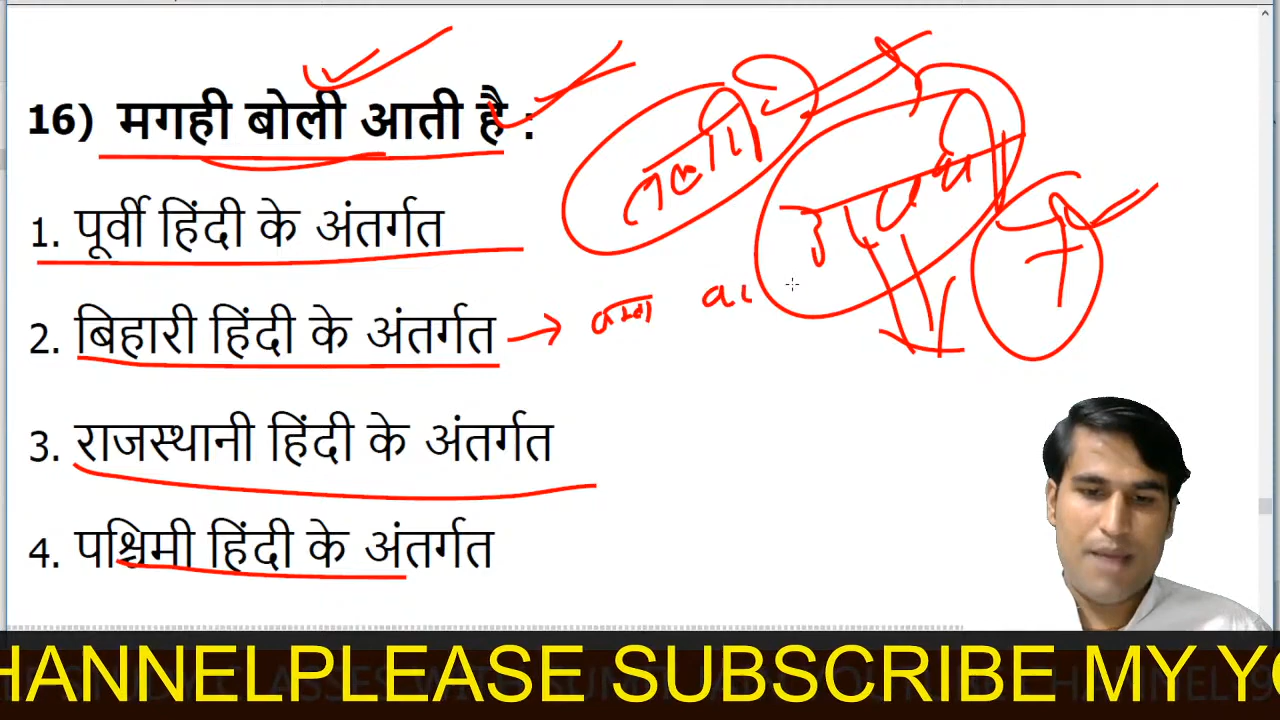 16) मगही बोली आती है :
1. पूर्वी हिंदी के अंतर्गत
2. बिहारी हिंदी के अंतर्गत
3. राजस्थानी हिंदी के अंतर्गत
4. पश्चिमी हिंदी के अंतर्गत
HANNELPLEASE SUBSCRIBE MY YO